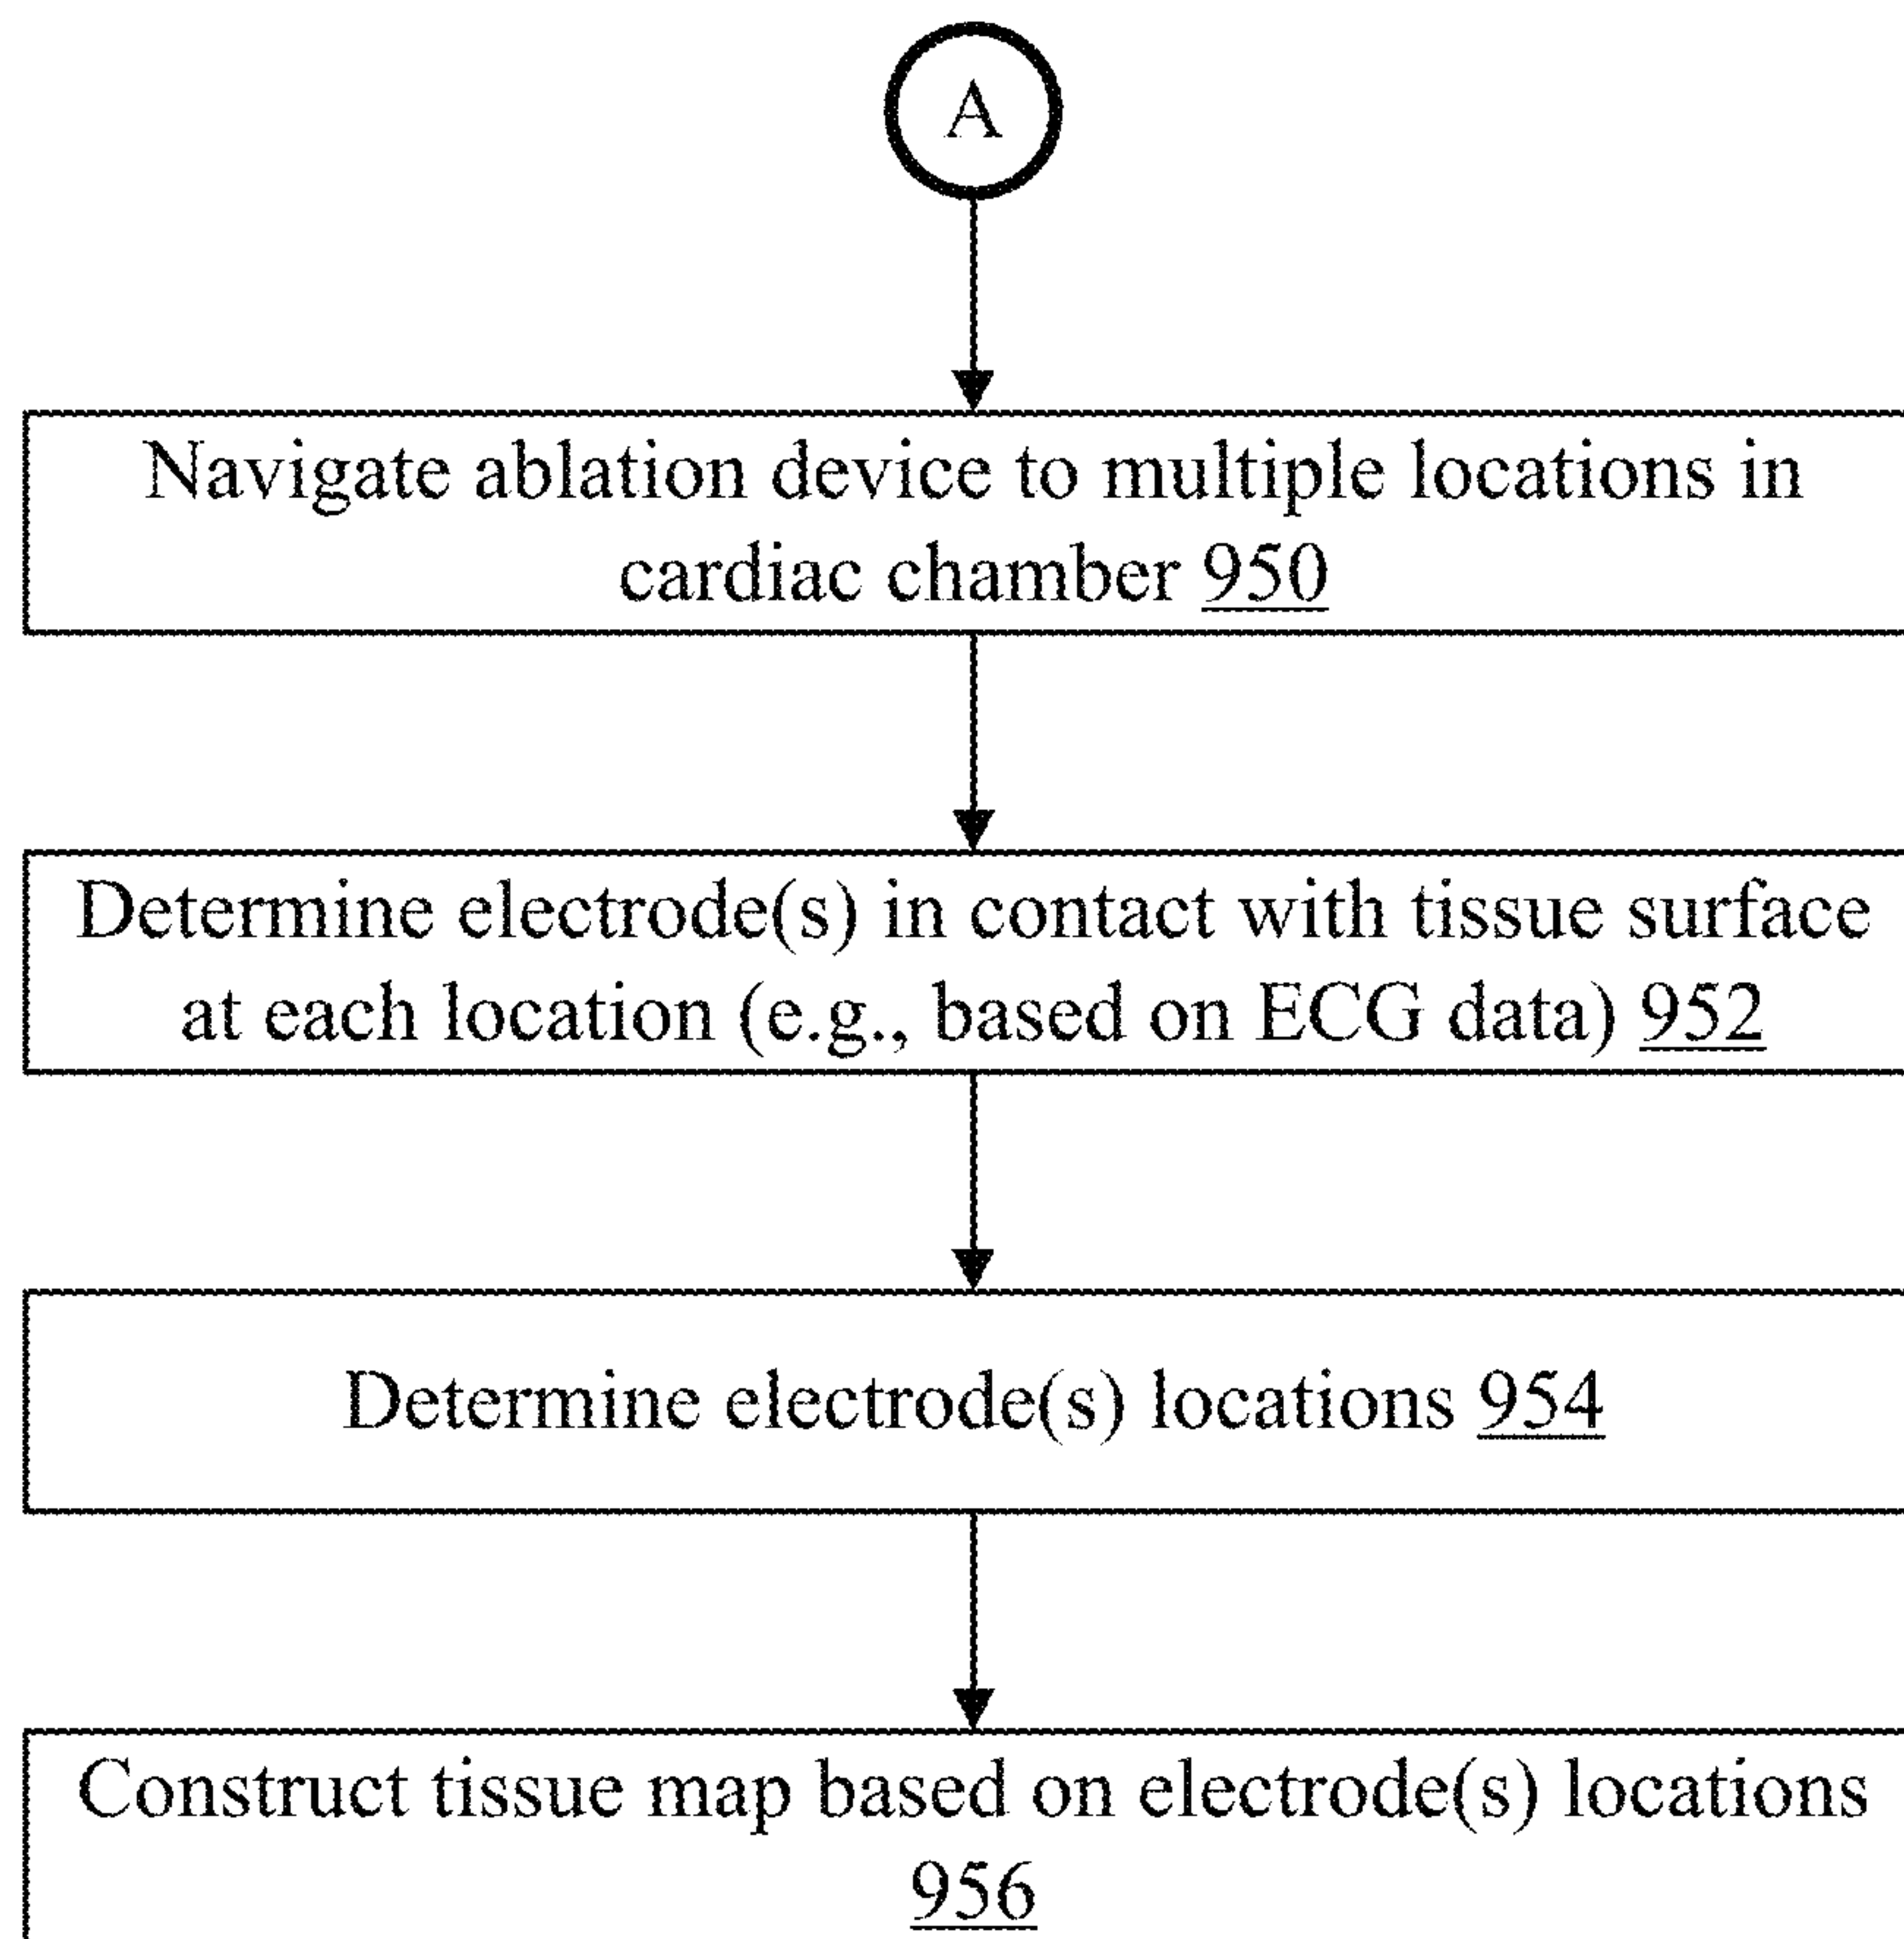 A
Navigate ablation device to multiple locations in
cardiac chamber 950
Determine electrode(s) in contact with tissue surface
at each location (e.g., based on ECG data) 952
Determine electrode(s) locations 954
Construct tissue map based on electrode(s) locations
956